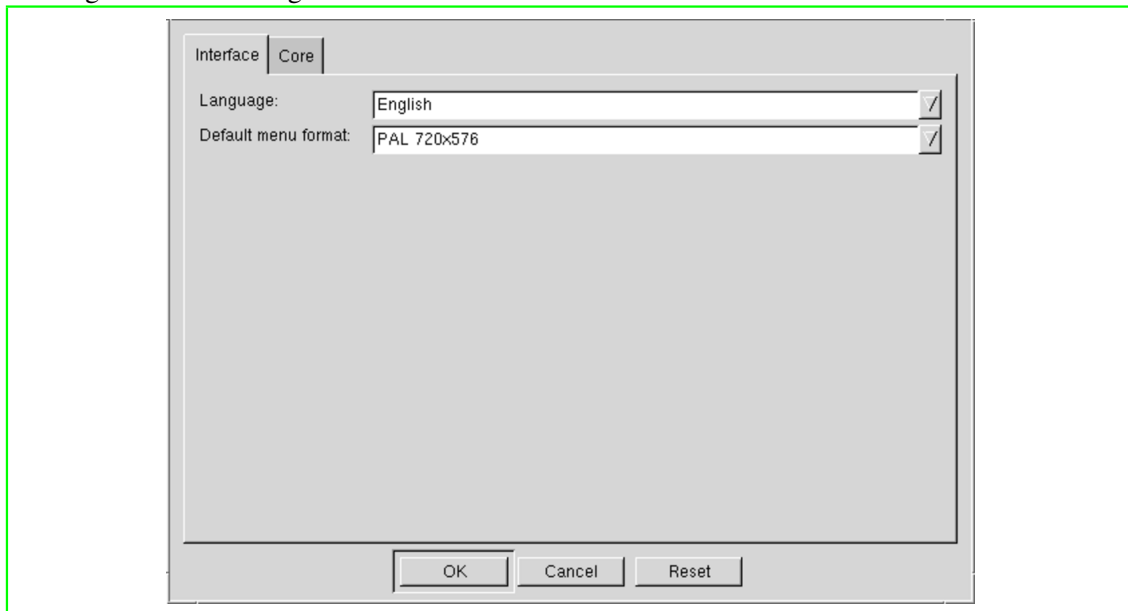 Interface Core
Language: English
Default menu format: PAL 720x576
OK Cancel Reset